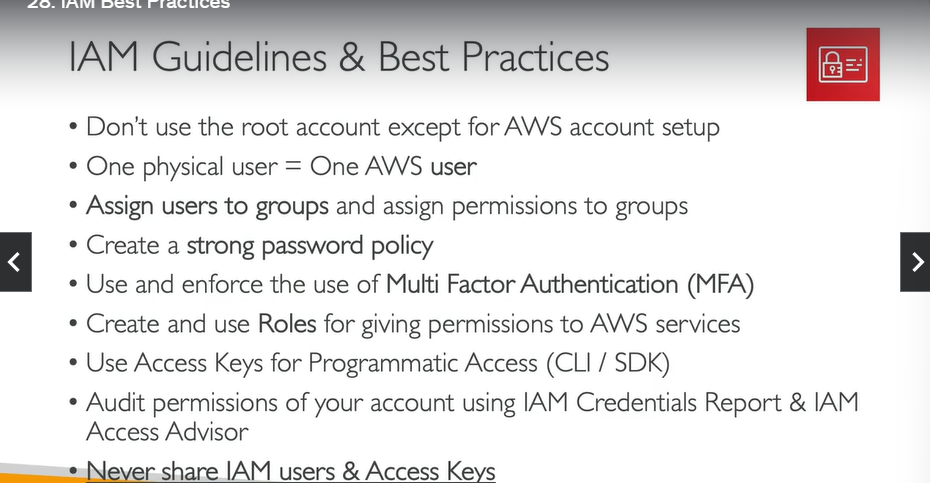 28. IAM Best Practices
IAM Guidelines & Best Practices
• Don’t use the root account except for AWS account setup
• One physical user = One AWS user
• Assign users to groups and assign permissions to groups
• Create a strong password policy
• Use and enforce the use of Multi Factor Authentication (MFA)
• Create and use Roles for giving permissions to AWS services
• Use Access Keys for Programmatic Access (CLI / SDK)
• Audit permissions of your account using IAM Credentials Report & IAM
Access Advisor
• Never share IAM users & Access Keys